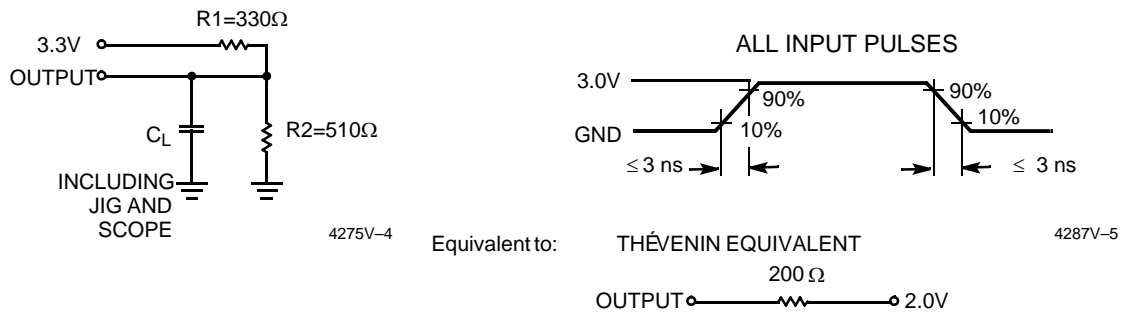 R1=330Ω
3.3V
OUTPUT
CL
R2=510Ω
INCLUDING
JIG AND
SCOPE
4275V–4
ALL INPUT PULSES
3.0V
90%
90%
10%
10%
GND
≤ 3 ns
≤ 3 ns
4287V–5
Equivalent to:
THÉVENIN EQUIVALENT
200 Ω
OUTPUT
2.0V